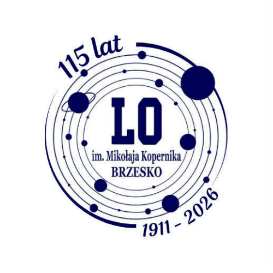 115 lat
LO
im. Mikołaja Kopernika
BRZESKO
1911 - 2026